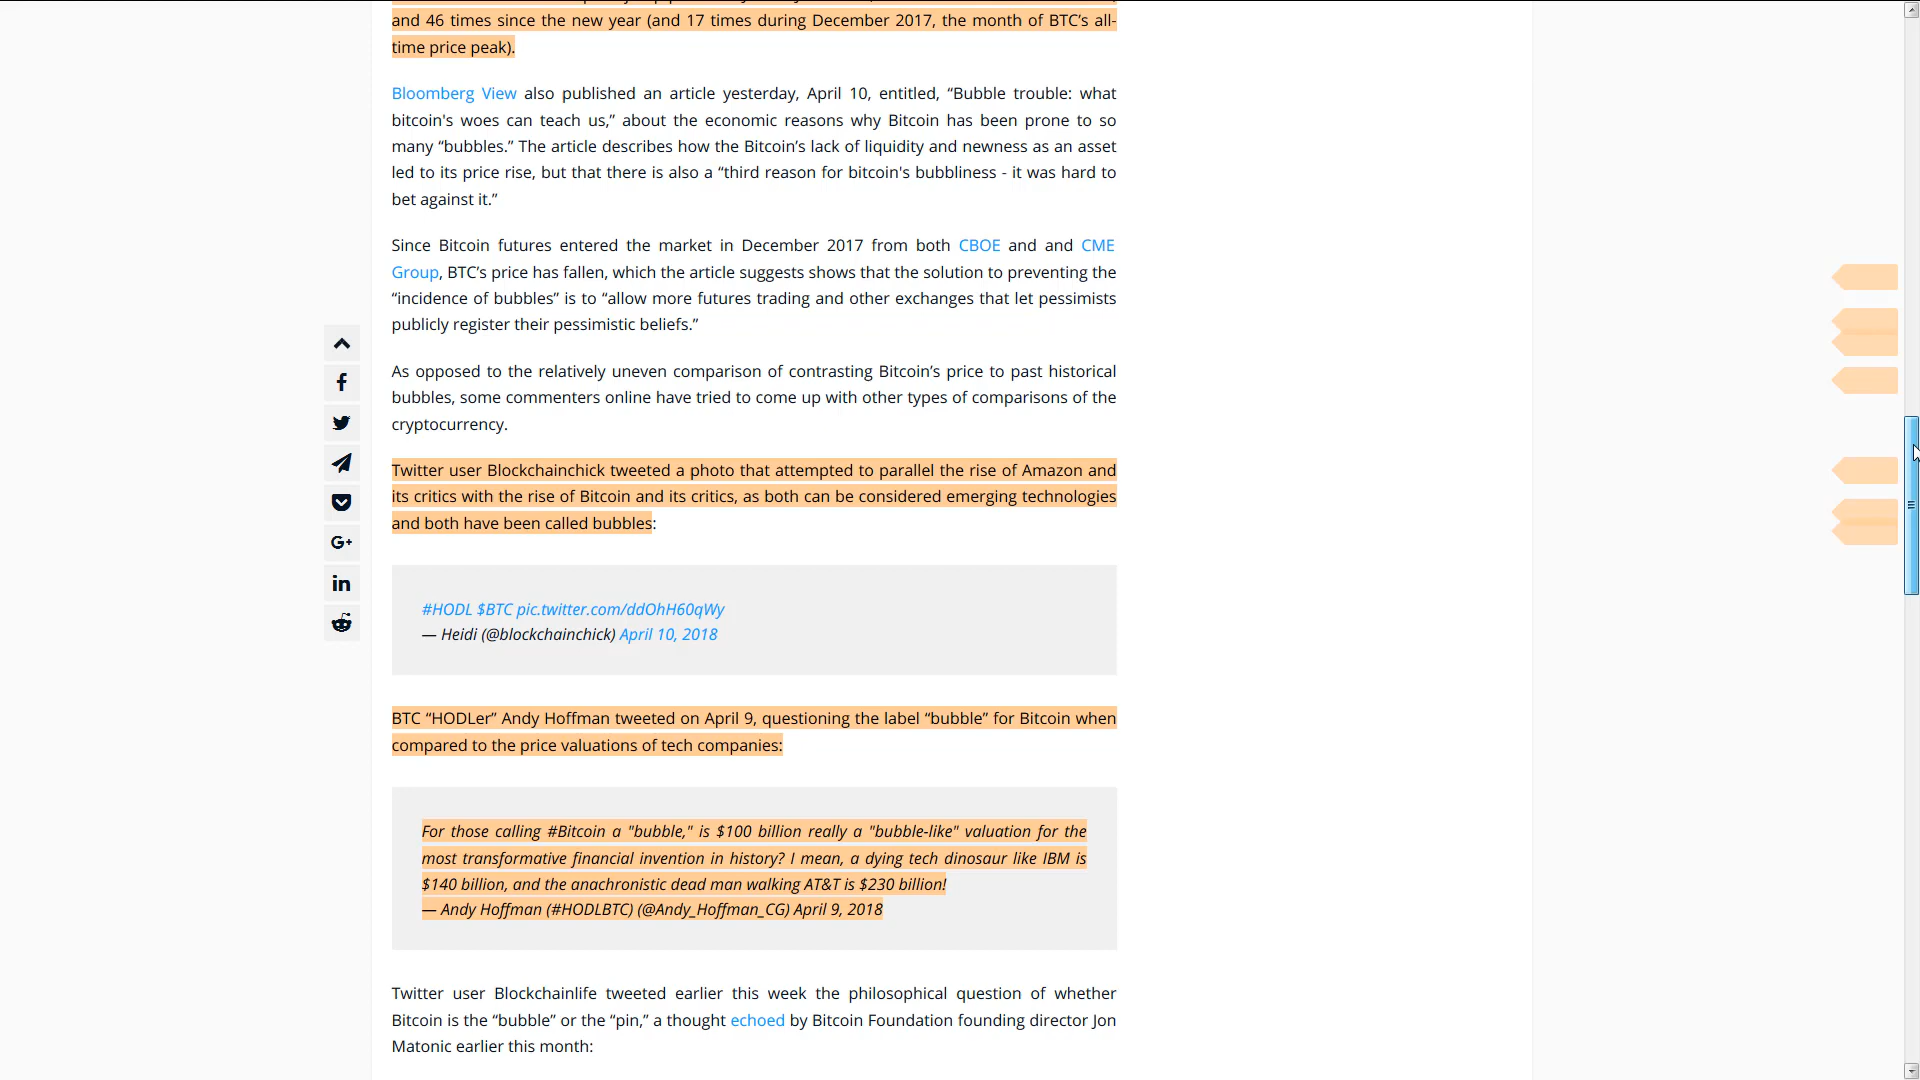 and 46 times since the new year (and 17 times during December 2017, the month of BTC’s all-
time price peak).
Bloomberg View also published an article yesterday, April 10, entitled, “Bubble trouble: what
bitcoin's woes can teach us,” about the economic reasons why Bitcoin has been prone to so
many “bubbles.” The article describes how the Bitcoin’s lack of liquidity and newness as an asset
led to its price rise, but that there is also a “third reason for bitcoin's bubbliness - it was hard to
bet against it.”
Since Bitcoin futures entered the market in December 2017 from both CBOE and and CME
Group, BTC’s price has fallen, which the article suggests shows that the solution to preventing the
“incidence of bubbles” is to “allow more futures trading and other exchanges that let pessimists
publicly register their pessimistic beliefs.”
As opposed to the relatively uneven comparison of contrasting Bitcoin’s price to past historical
bubbles, some commenters online have tried to come up with other types of comparisons of the
cryptocurrency.
Twitter user Blockchainchick tweeted a photo that attempted to parallel the rise of Amazon and
its critics with the rise of Bitcoin and its critics, as both can be considered emerging technologies
and both have been called bubbles:
#HODL $BTC pic.twitter.com/ddOhH60qWy
— Heidi (@blockchainchick) April 10, 2018
BTC “HODLer” Andy Hoffman tweeted on April 9, questioning the label “bubble” for Bitcoin when
compared to the price valuations of tech companies:
For those calling #Bitcoin a "bubble," is $100 billion really a "bubble-like" valuation for the
most transformative financial invention in history? I mean, a dying tech dinosaur like IBM is
$140 billion, and the anachronistic dead man walking AT&T is $230 billion!
— Andy Hoffman (#HODLBTC) (@Andy_Hoffman_CG) April 9, 2018
Twitter user Blockchainlife tweeted earlier this week the philosophical question of whether
Bitcoin is the “bubble” or the “pin,” a thought echoed by Bitcoin Foundation founding director Jon
Matonic earlier this month: